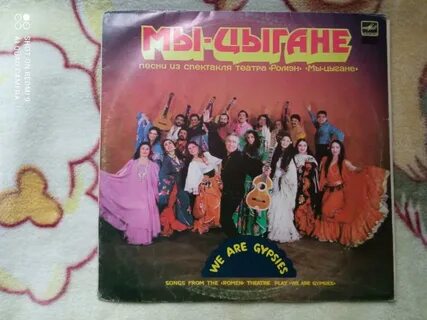 МЫ-ЦЫГАНЕ
ПЕСНИ ИЗ СПЕКТАКЛЯ ТЕАТРА «РОМЭН» «МЫ-ЦЫГАНЕ»
WE ARE GYPSIES
SONGS FROM THE «ROMEN» THEATRE PLAY «WE ARE GYPSIES»